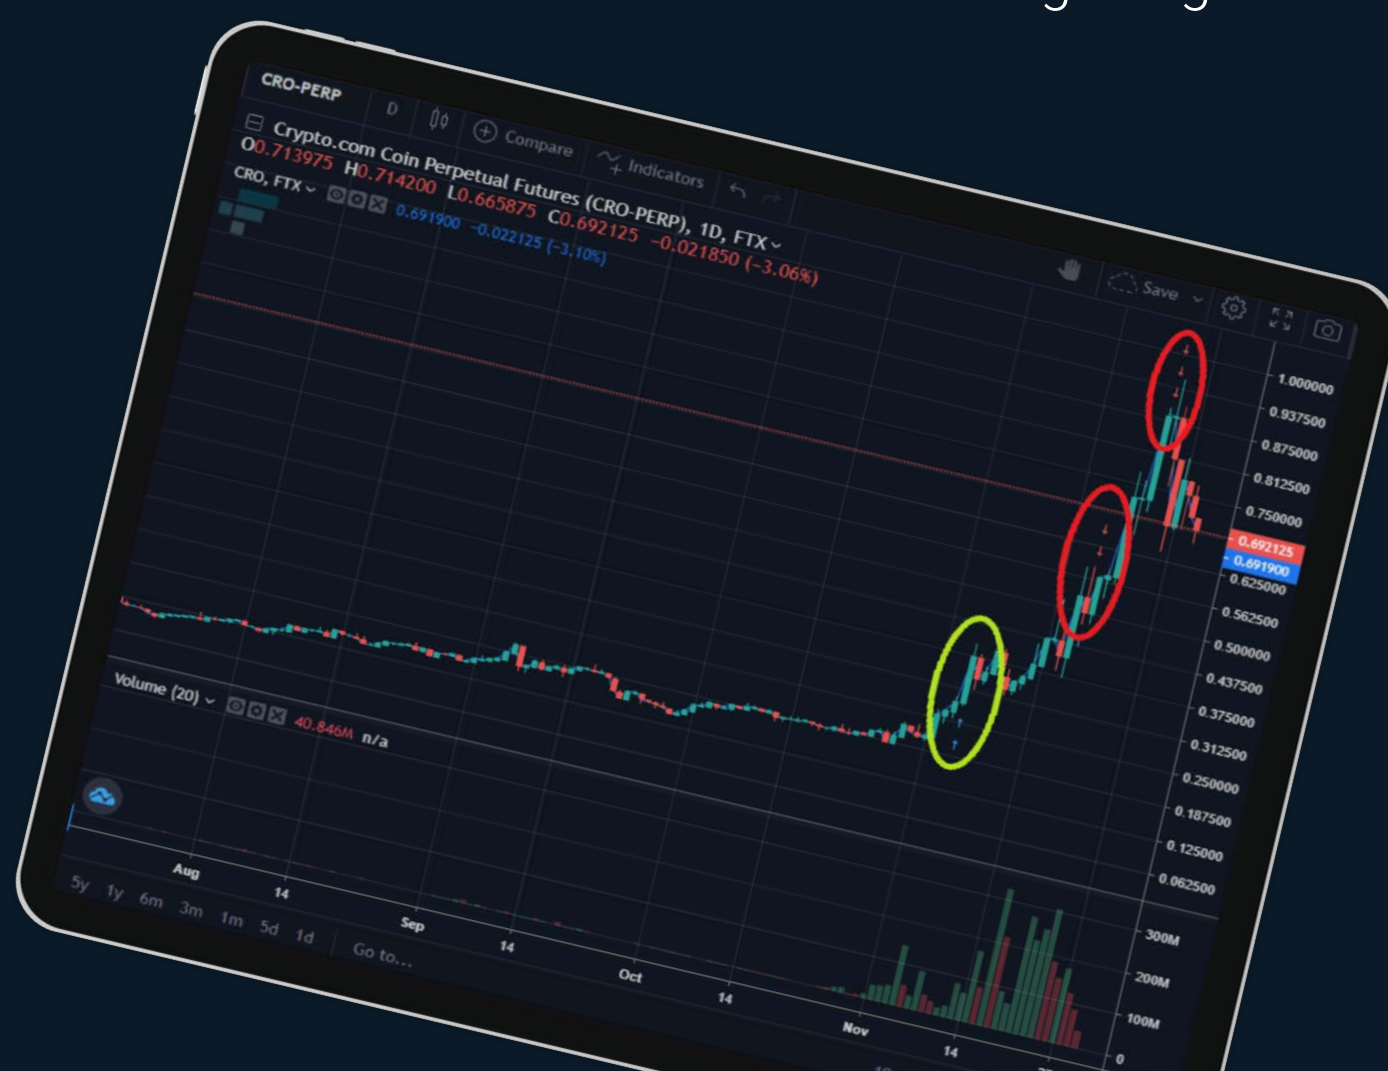 CRO-PERP D Compare Indicators Save
Crypto.com Coin Perpetual Futures (CRO-PERP), 1D, FTX
O0.713975 H0.714200 L0.665875 C0.692125 −0.021850 (−3.06%)
CRO, FTX 0.691900 −0.022125 (−3.10%)
1.000000
0.937500
0.875000
0.812500
0.750000
0.692125
0.691900
0.625000
0.562500
0.500000
0.437500
0.375000
0.312500
0.250000
0.187500
0.125000
0.062500
Volume (20) 40.846M n/a
300M
200M
100M
0
Aug 14 Sep 14 Oct 14 Nov 14
5y 1y 6m 3m 1m 5d 1d Go to...